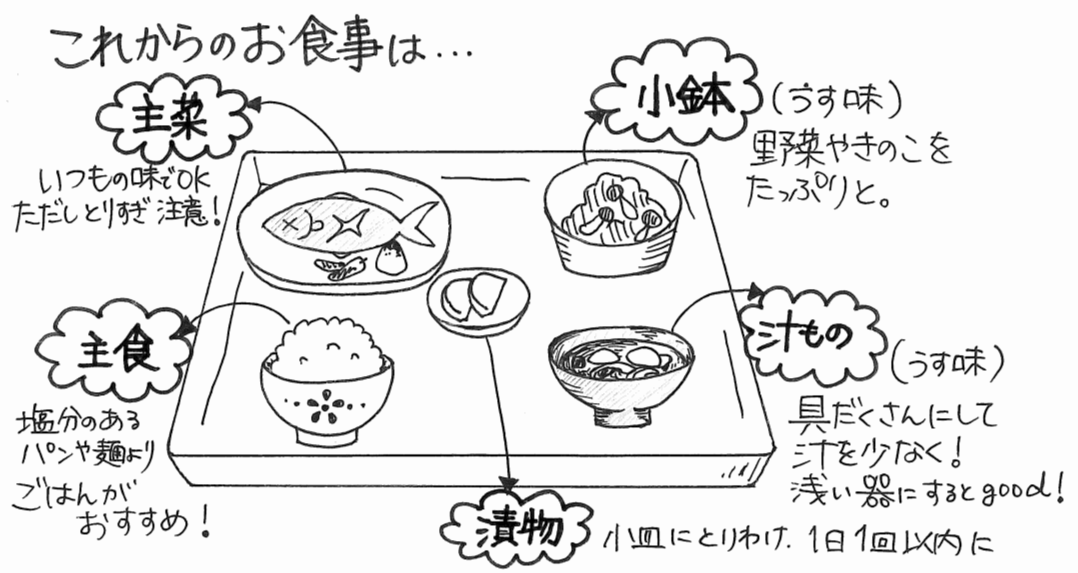 これからのお食事は...
主菜
いつもの味でOK
ただしとりすぎ注意!
小鉢
(うす味)
野菜やきのこを
たっぷりと。
主食
塩分のある
パンや麺より
ごはんが
おすすめ!
汁もの
(うす味)
具だくさんにして
汁を少なく!
浅い器にするとgood!
漬物
小皿にとりわけ、1日1回以内に